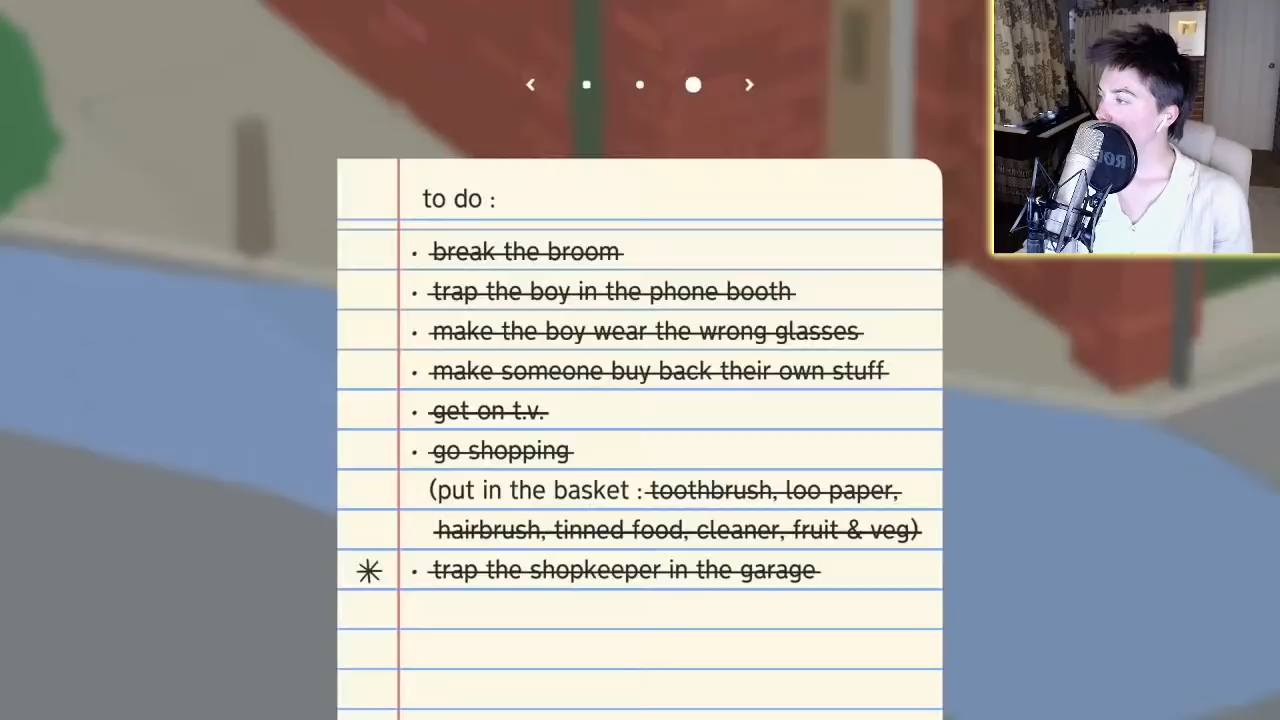 to do :
· break the broom
· trap the boy in the phone booth
· make the boy wear the wrong glasses
· make someone buy back their own stuff
· get on t.v.
· go shopping
(put in the basket : toothbrush, loo paper,
hairbrush, tinned food, cleaner, fruit & veg)
· trap the shopkeeper in the garage
RØDE